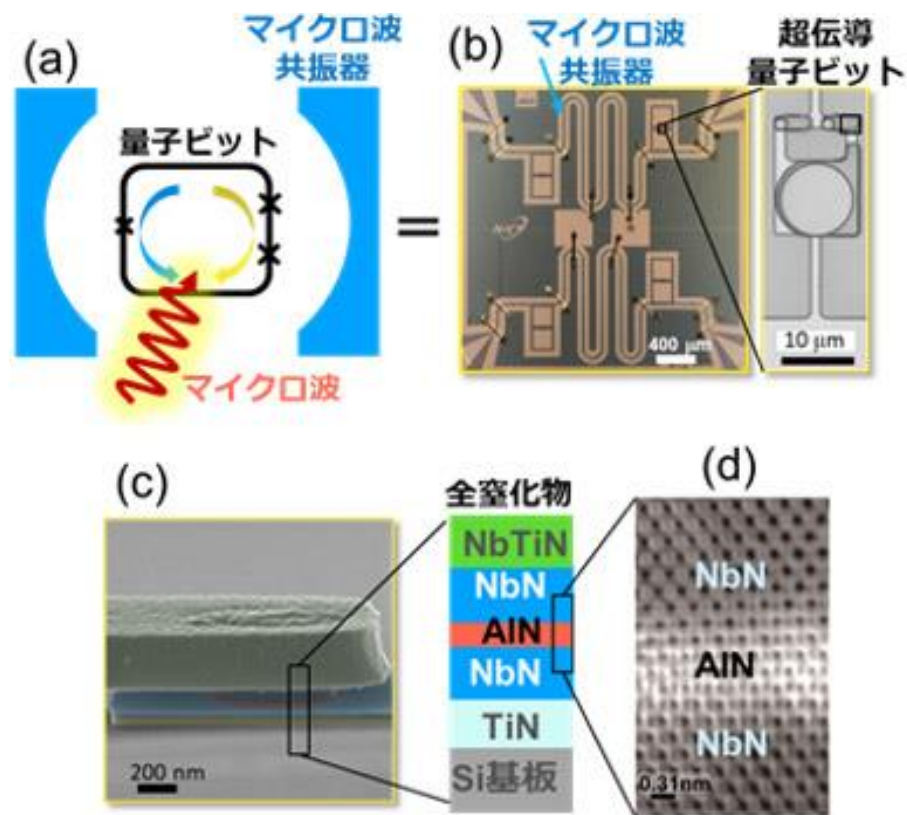 (a)
マイクロ波
共振器
量子ビット
マイクロ波
=
(b)
マイクロ波
共振器
超伝導
量子ビット
400 μm
10 μm
(c)
200 nm
全窒化物
NbTiN
NbN
AlN
NbN
TiN
Si基板
(d)
NbN
AlN
NbN
0.31nm